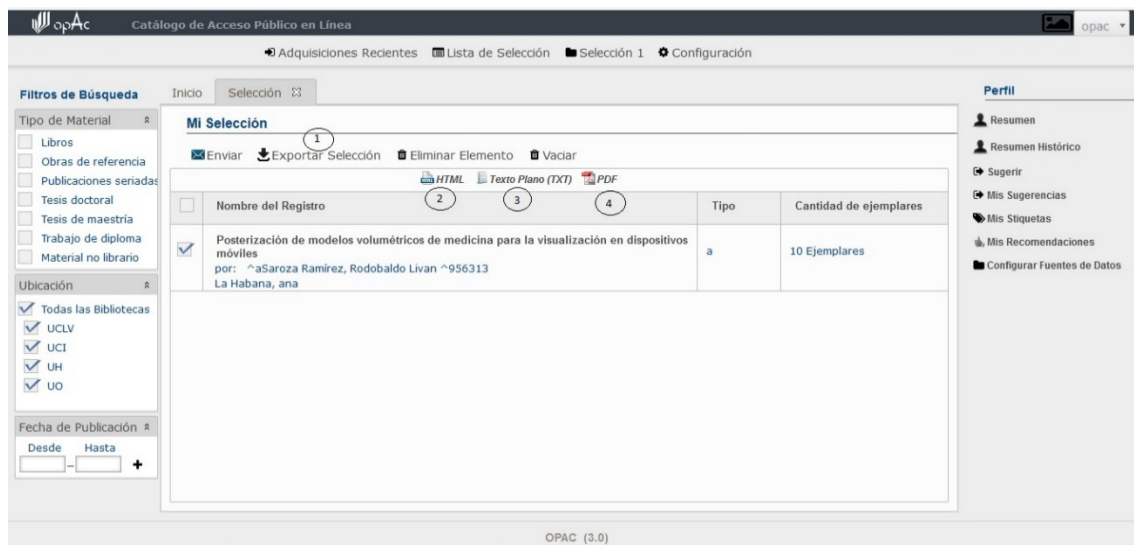 opAc
Catálogo de Acceso Público en Línea
opac
Adquisiciones Recientes Lista de Selección Selección 1 Configuración
Filtros de Búsqueda
Tipo de Material
Libros
Obras de referencia
Publicaciones seriadas
Tesis doctoral
Tesis de maestría
Trabajo de diploma
Material no librario
Ubicación
Todas las Bibliotecas
UCLV
UCI
UH
UO
Fecha de Publicación
Desde Hasta
– +
Inicio Selección
Mi Selección
1
Enviar Exportar Selección Eliminar Elemento Vaciar
HTML Texto Plano (TXT) PDF
2 3 4
Nombre del Registro Tipo Cantidad de ejemplares
Posterización de modelos volumétricos de medicina para la visualización en dispositivos
móviles
por: ^aSaroza Ramírez, Rodobaldo Livan ^956313
La Habana, ana
a
10 Ejemplares
Perfil
Resumen
Resumen Histórico
Sugerir
Mis Sugerencias
Mis Stiquetas
Mis Recomendaciones
Configurar Fuentes de Datos
OPAC (3.0)